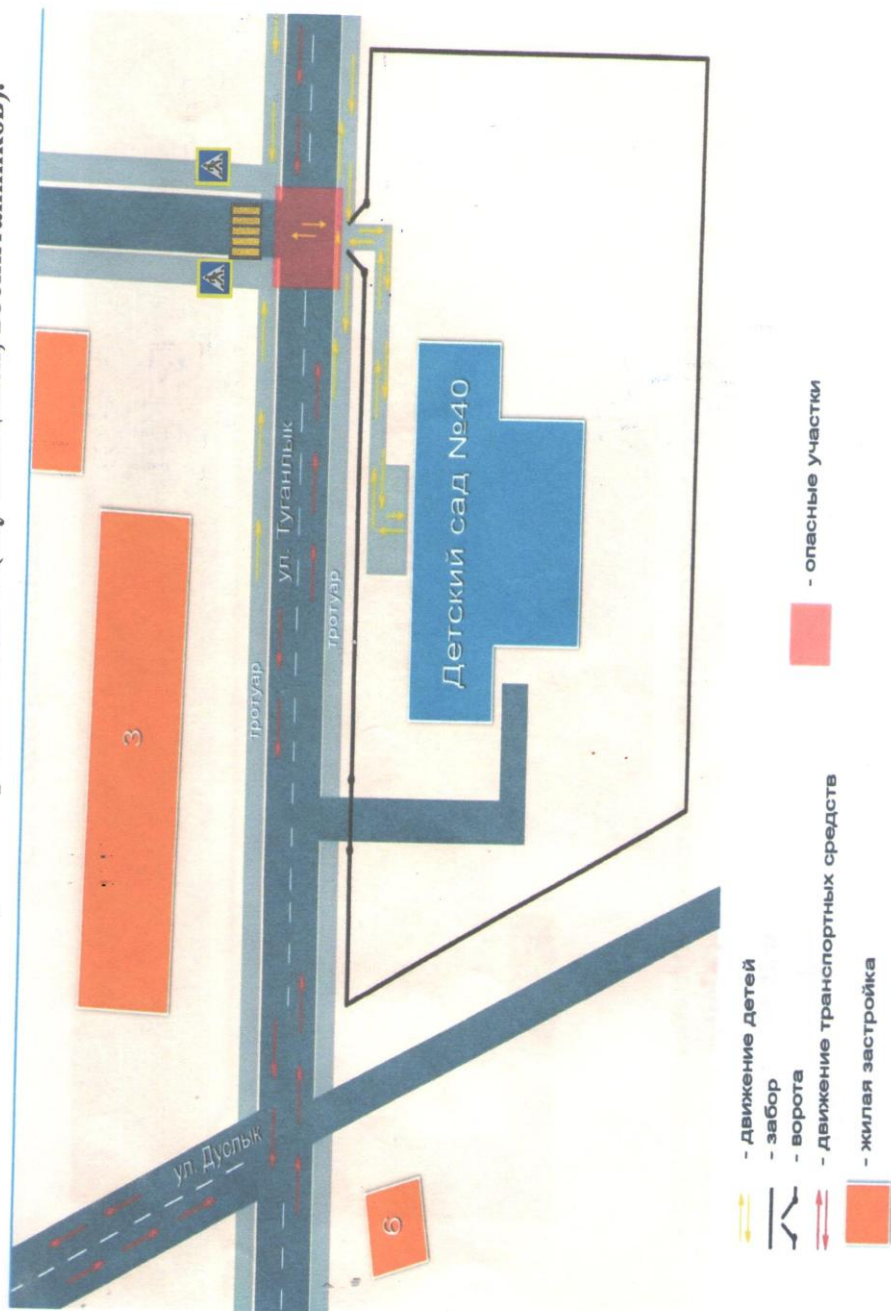 воспитанников).
ул. Дуслык
3
6
тротуар
ул. Туганлык
тротуар
Детский сад №40
- движение детей
- забор
- ворота
- движение транспортных средств
- жилая застройка
- опасные участки